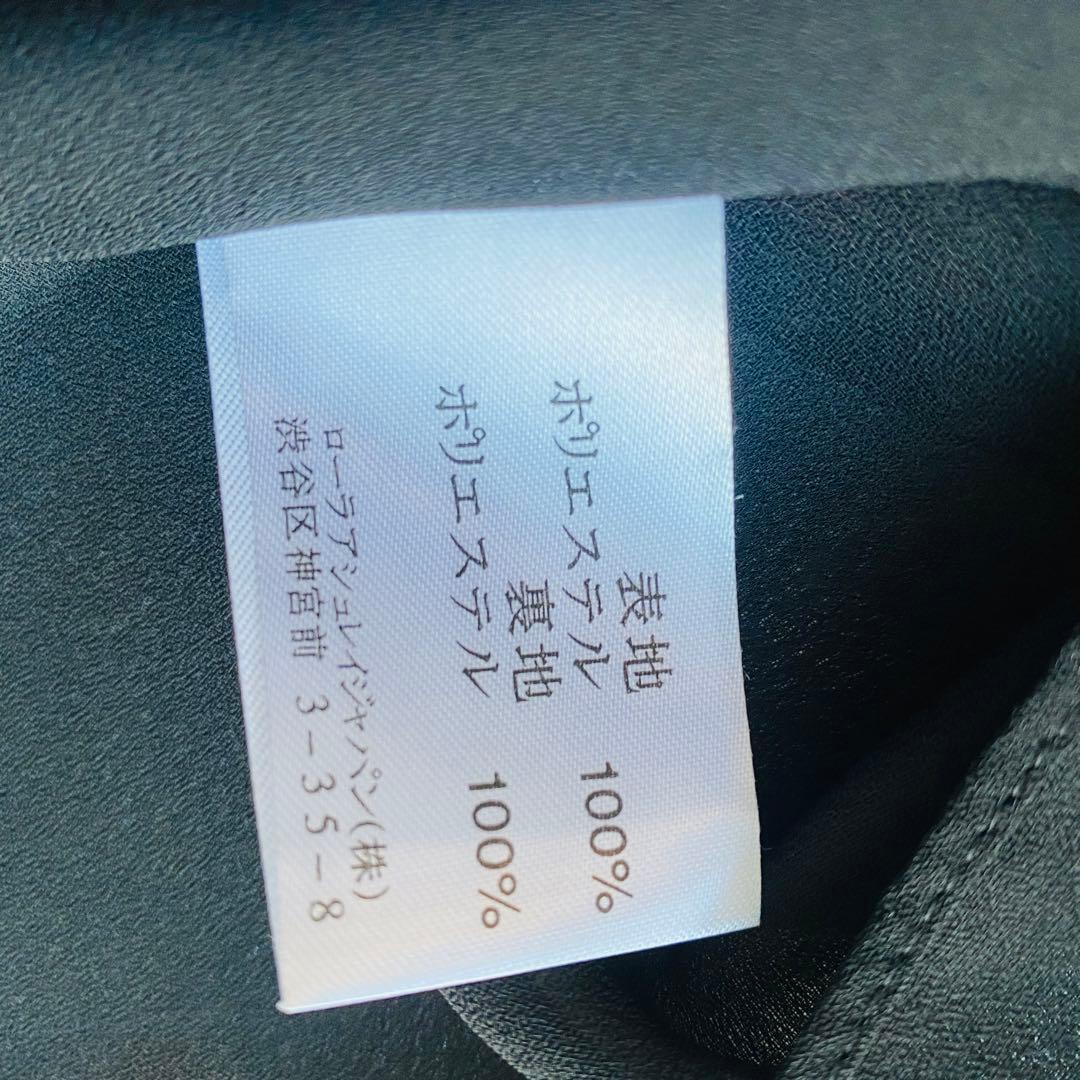 表地
ポリエステル 100%
裏地
ポリエステル 100%
ローラアシュレイジャパン(株)
渋谷区神宮前 3-35-8